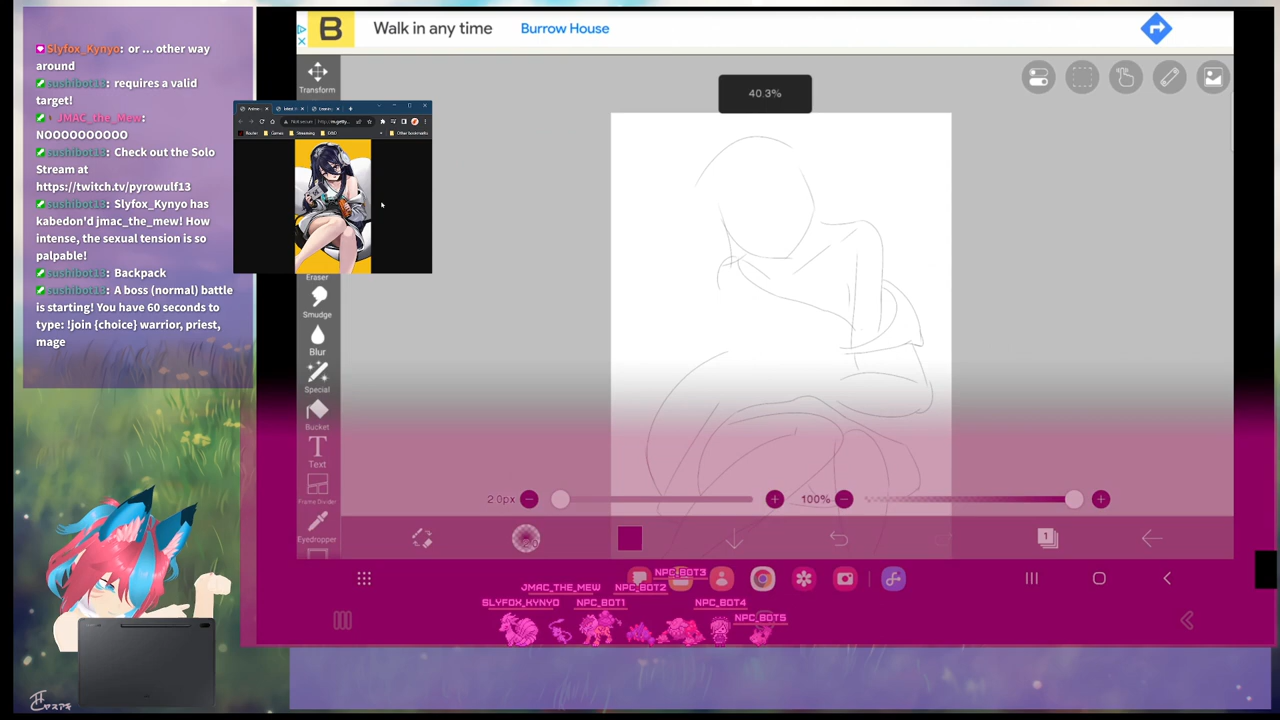 Slyfox_Kynyo: or ... other way
around
sushibot13: requires a valid
target!
JMAC_the_Mew:
NOOOOOOOOOO
sushibot13: Check out the Solo
Stream at
https://twitch.tv/pyrowulf13
sushibot13: Slyfox_Kynyo has
kabedon'd jmac_the_mew! How
intense, the sexual tension is so
palpable!
sushibot13: Backpack
sushibot13: A boss (normal) battle
is starting! You have 60 seconds to
type: !join {choice} warrior, priest,
mage
B
Walk in any time
Burrow House
Transform
40.3%
Other bookmarks
Eraser
Smudge
Blur
Special
Bucket
T
Text
Frame Divider
Eyedropper
2.0px
100%
1
NPC_BOT3
JMAC_THE_MEW
NPC_BOT2
SLYFOX_KYNYO
NPC_BOT1
NPC_BOT4
NPC_BOT5